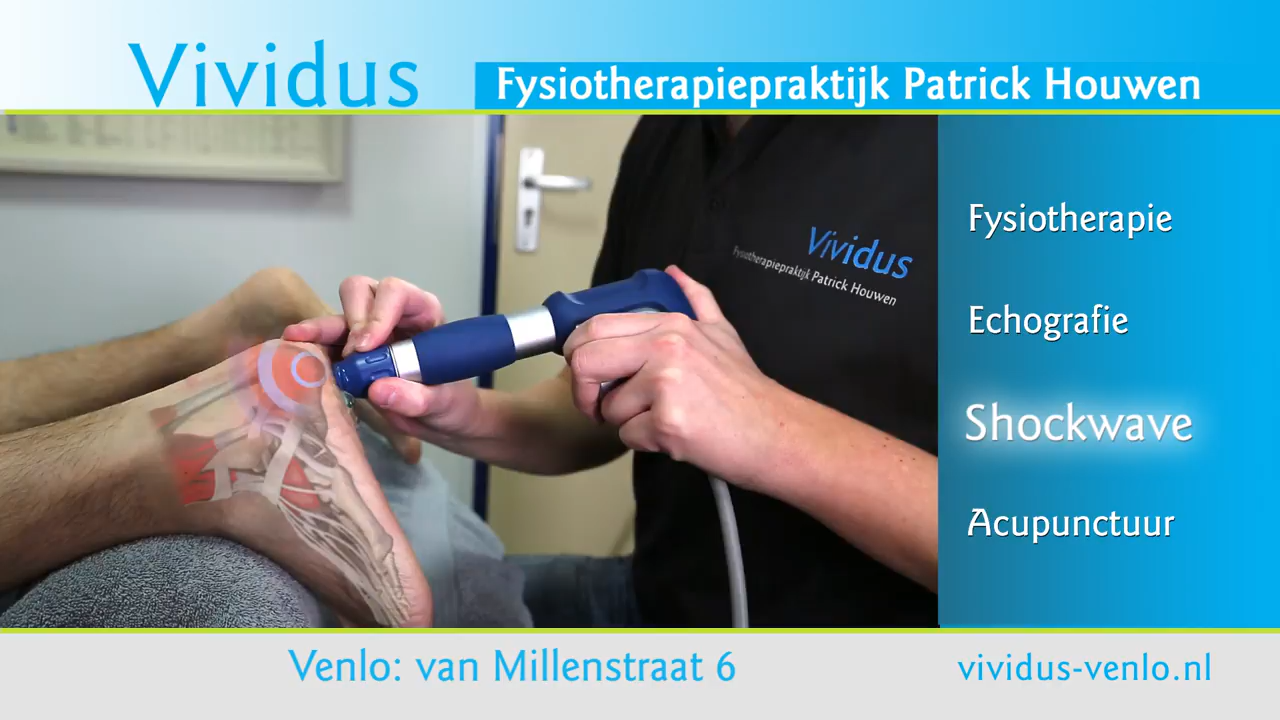 Vividus
Fysiotherapiepraktijk Patrick Houwen
Vividus
Fysiotherapiepraktijk Patrick Houwen
Fysiotherapie
Echografie
Shockwave
Acupunctuur
Venlo: van Millenstraat 6
vividus-venlo.nl